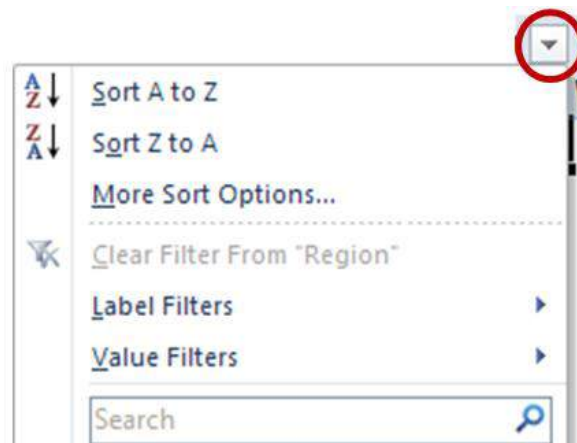 A
Z
Sort A to Z
Z
A
Sort Z to A
More Sort Options...
Clear Filter From "Region"
Label Filters
Value Filters
Search